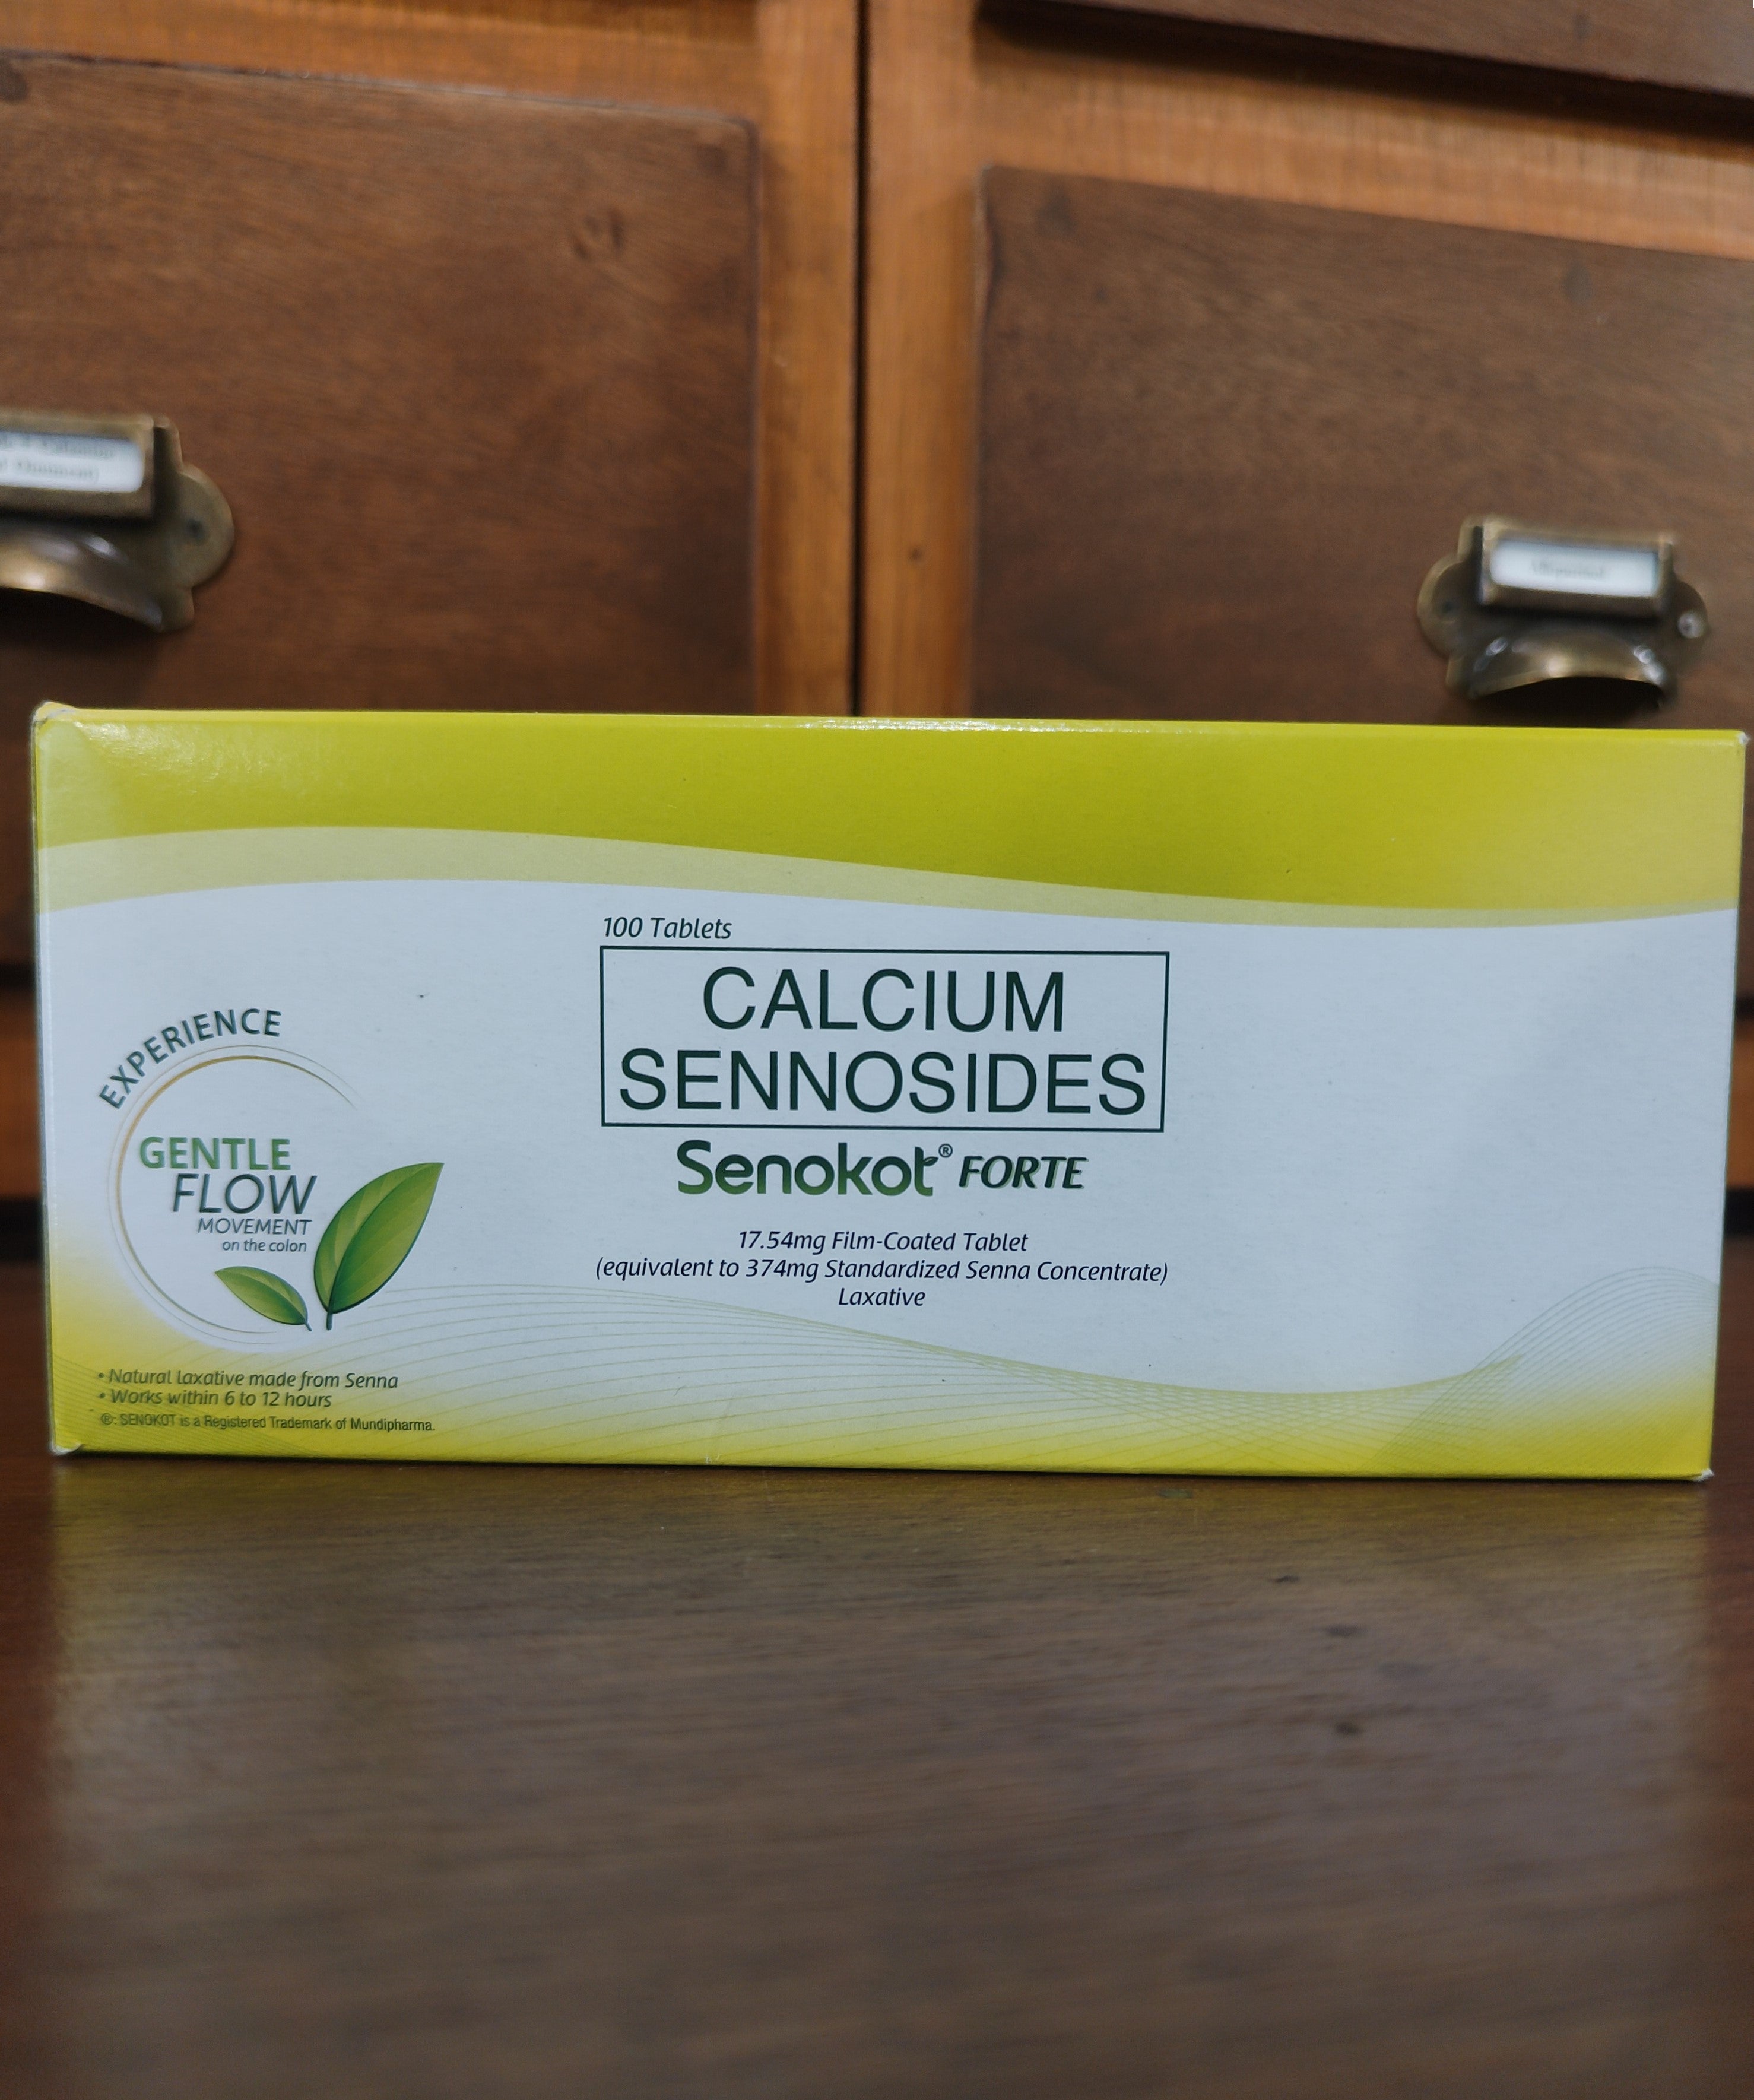 100 Tablets
CALCIUM
SENNOSIDES
Senokot® FORTE
17.54mg Film-Coated Tablet
(equivalent to 374mg Standardized Senna Concentrate)
Laxative
EXPERIENCE
GENTLE
FLOW
MOVEMENT
on the colon
• Natural laxative made from Senna
• Works within 6 to 12 hours
®: SENOKOT is a Registered Trademark of Mundipharma.